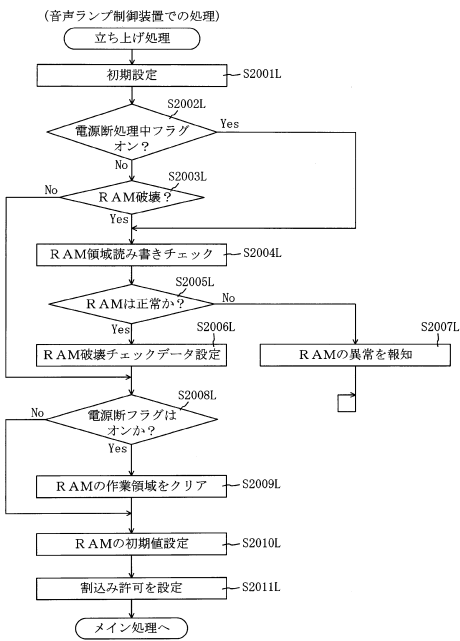 (音声ランプ制御装置での処理)
立ち上げ処理
初期設定
S2001L
S2002L
電源断処理中フラグ
オン？
Yes
No
S2003L
No
RAM破壊？
Yes
RAM領域読み書きチェック
S2004L
S2005L
RAMは正常か？
No
Yes
S2006L
S2007L
RAM破壊チェックデータ設定
RAMの異常を報知
S2008L
No
電源断フラグは
オンか？
Yes
RAMの作業領域をクリア
S2009L
RAMの初期値設定
S2010L
割込み許可を設定
S2011L
メイン処理へ